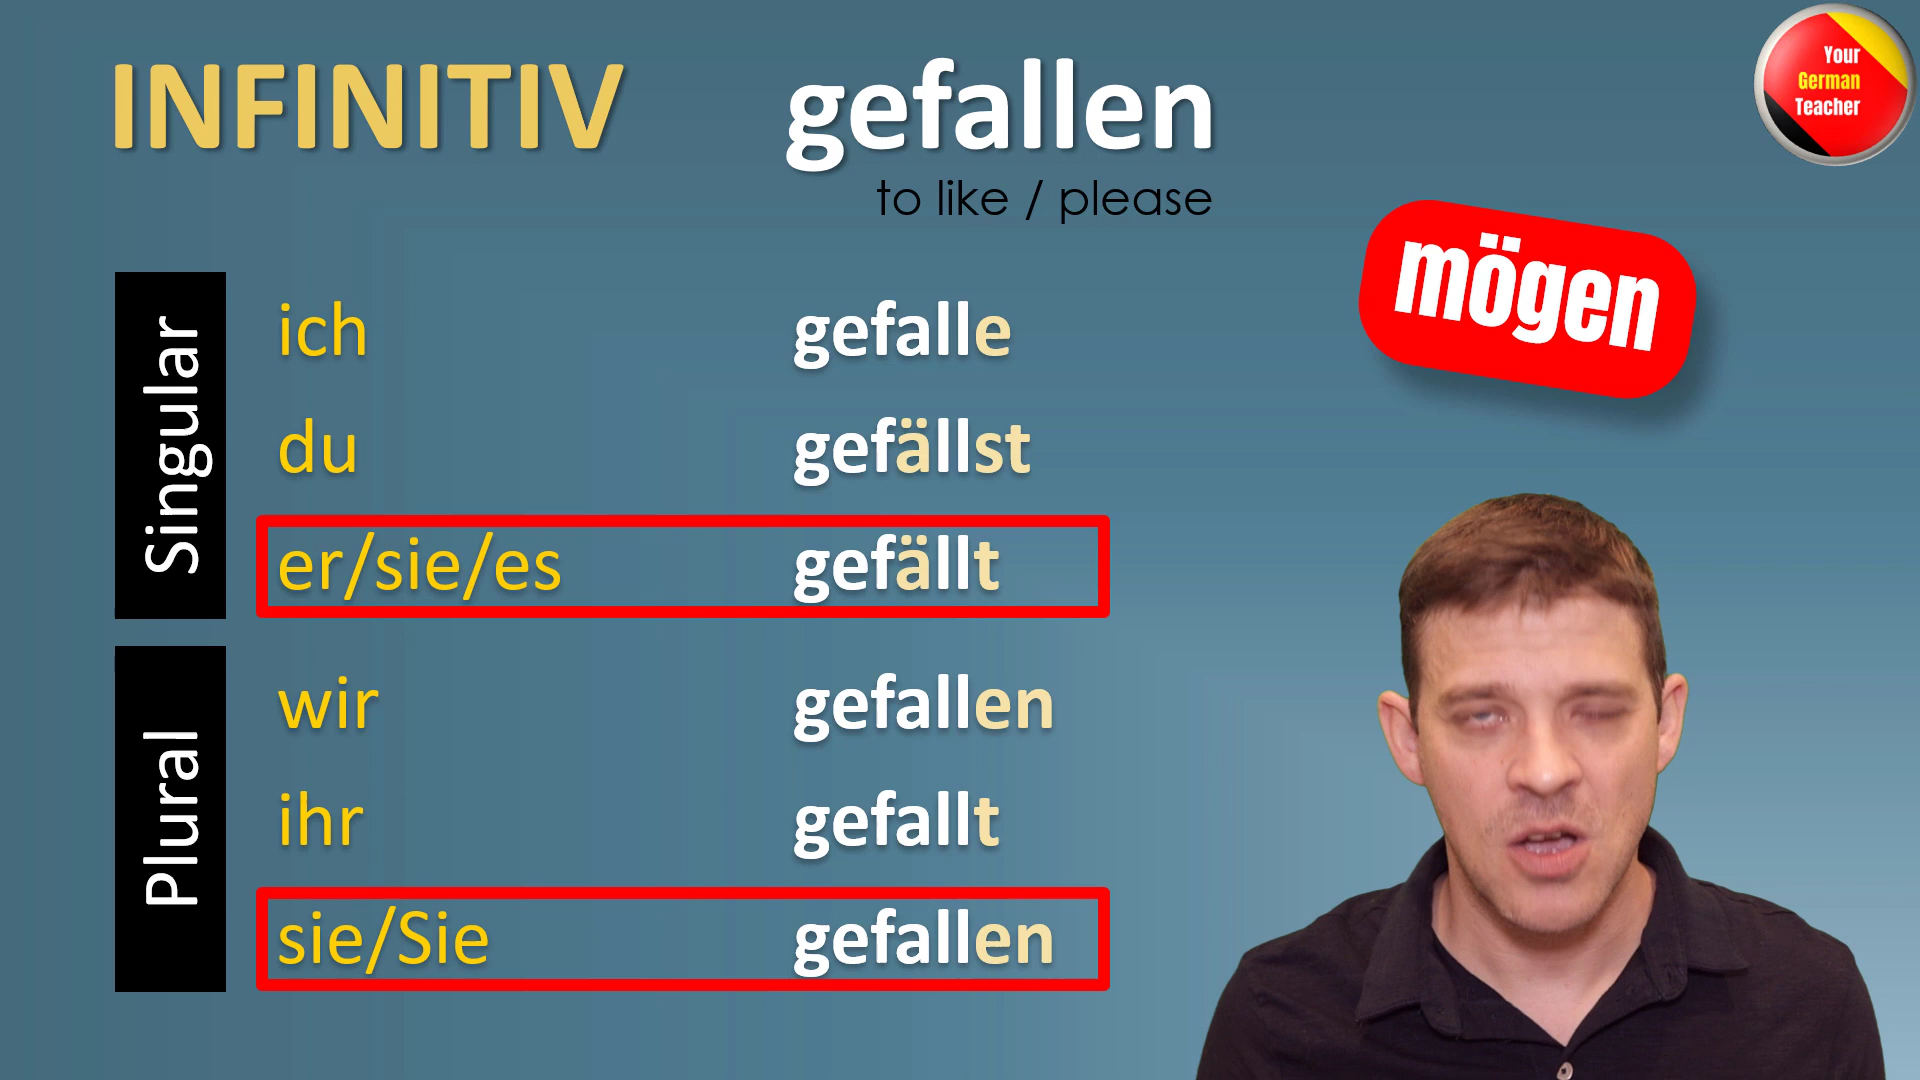 INFINITIV gefallen
to like / please
Your
German
Teacher
mögen
Singular
ich gefalle
du gefällst
er/sie/es gefällt
Plural
wir gefallen
ihr gefallt
sie/Sie gefallen